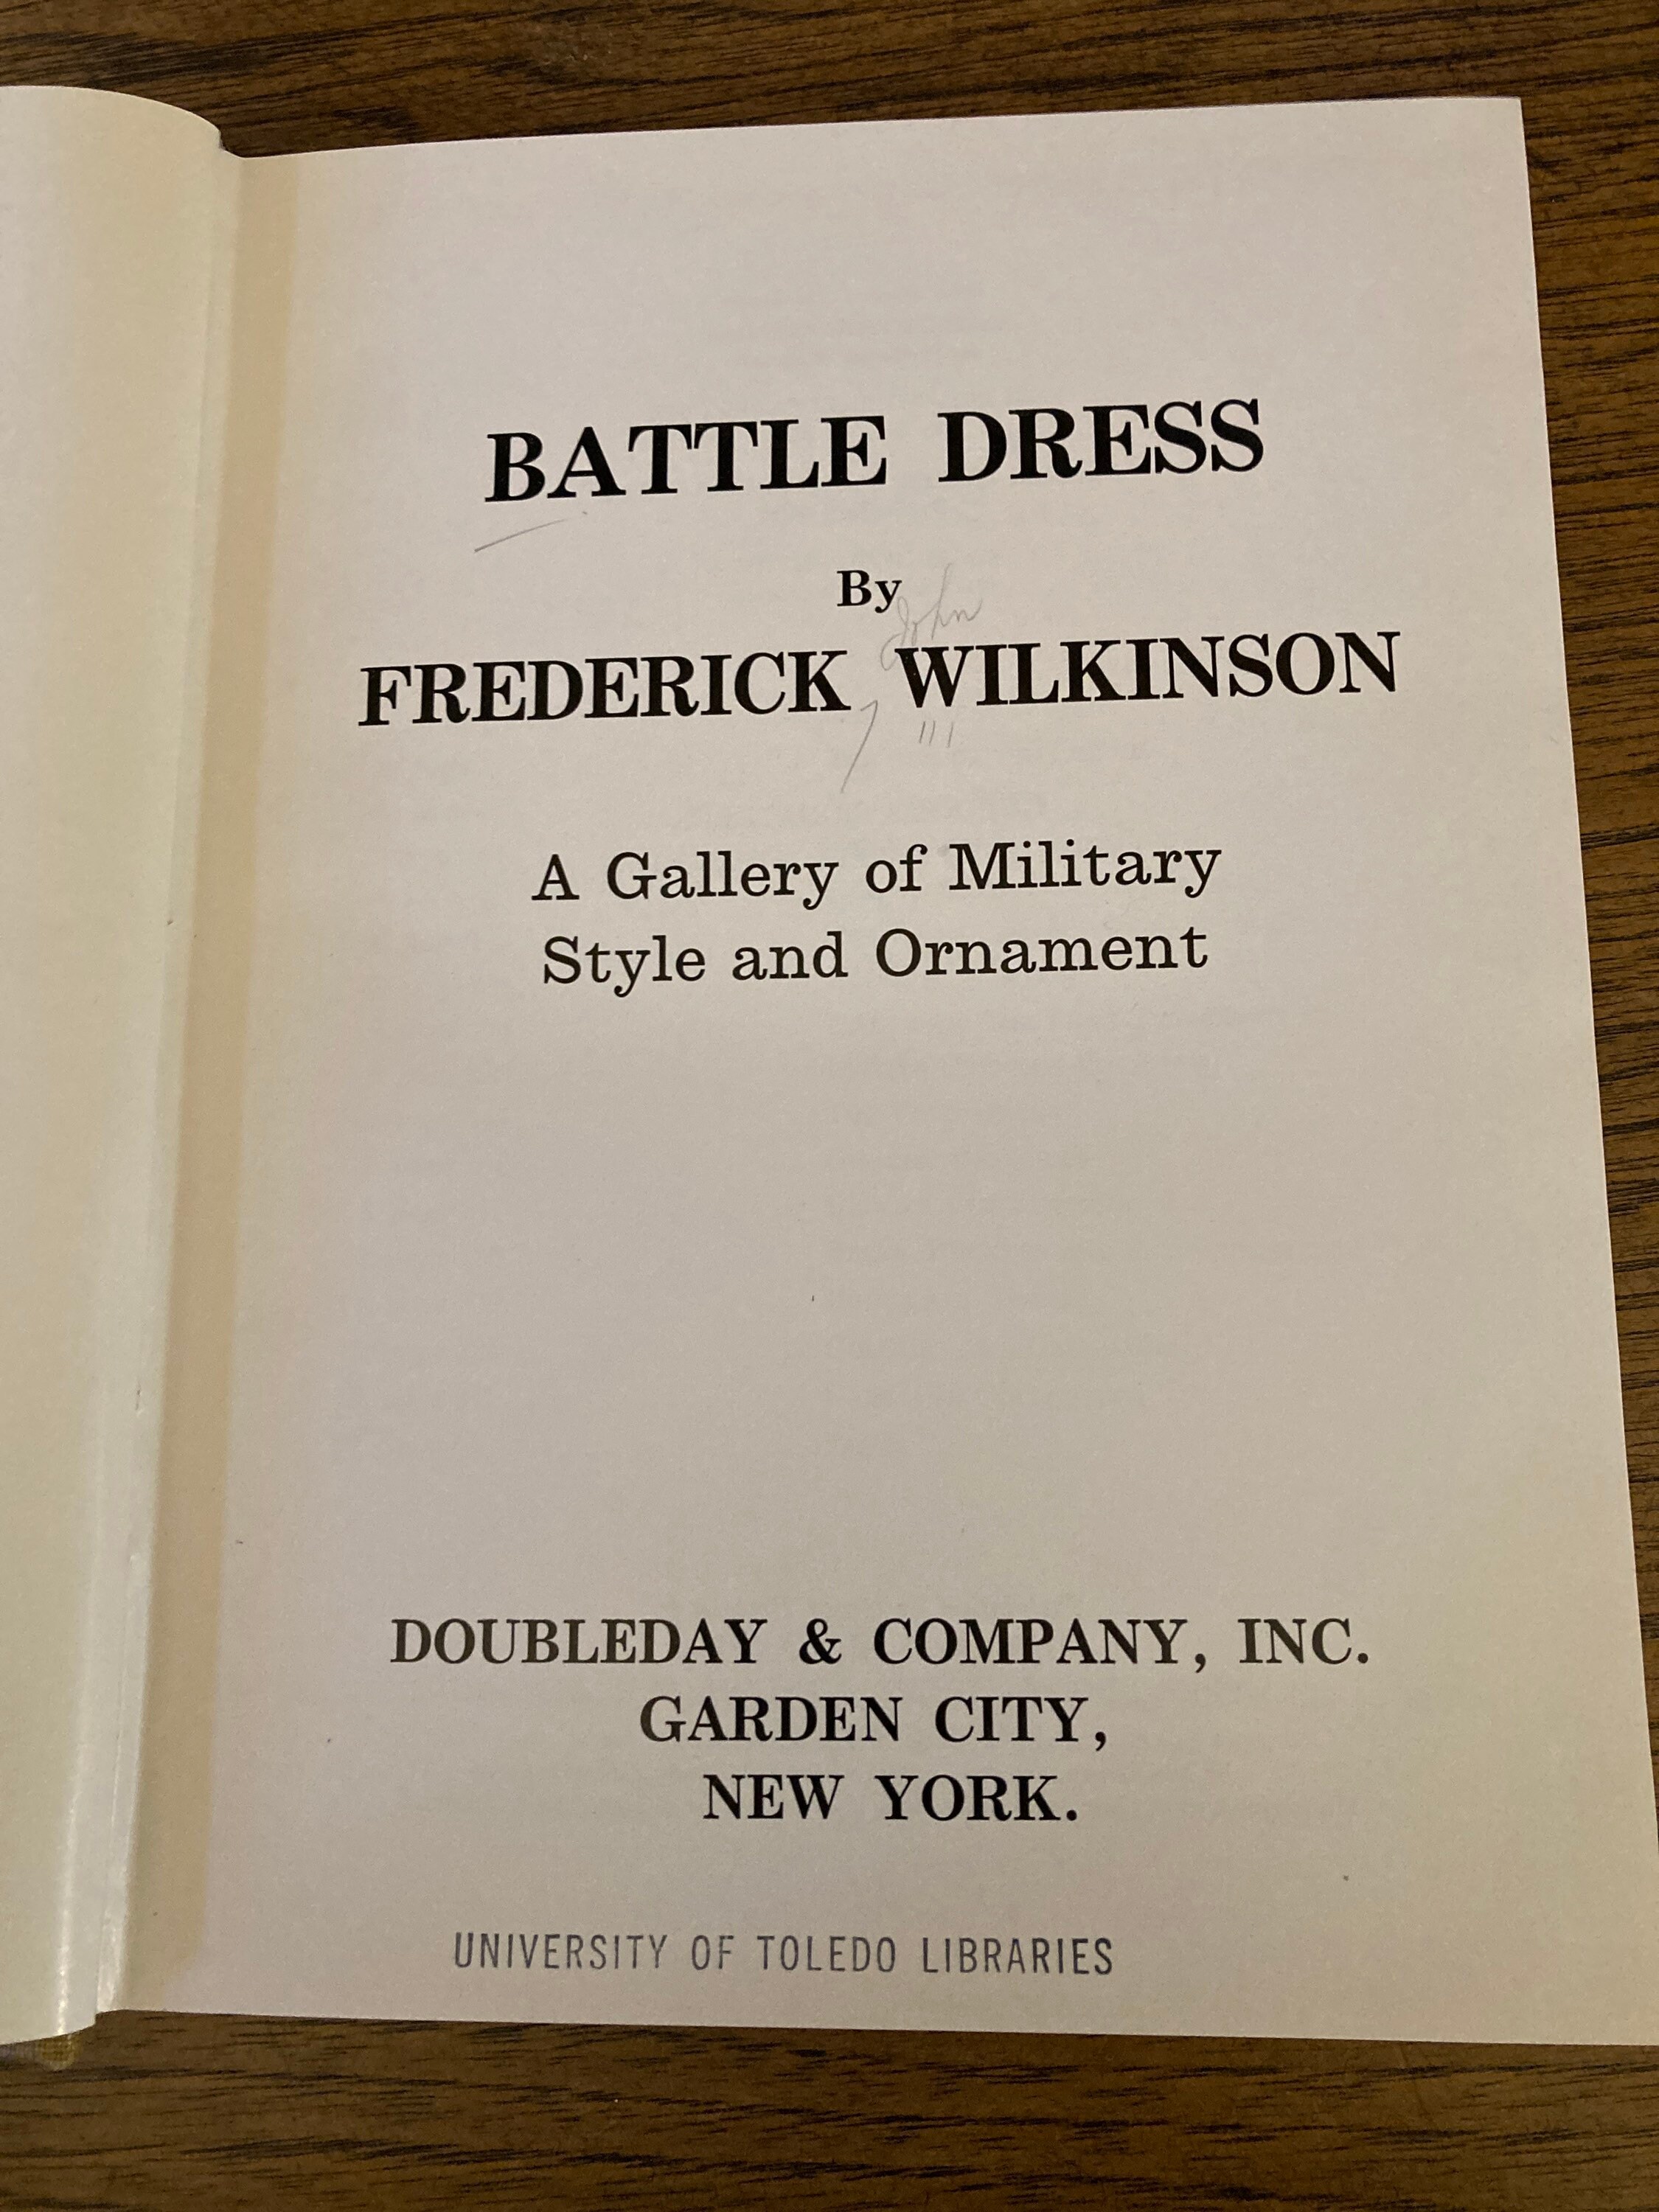 BATTLE DRESS
By
John
FREDERICK WILKINSON
A Gallery of Military
Style and Ornament
DOUBLEDAY & COMPANY, INC.
GARDEN CITY,
NEW YORK.
UNIVERSITY OF TOLEDO LIBRARIES